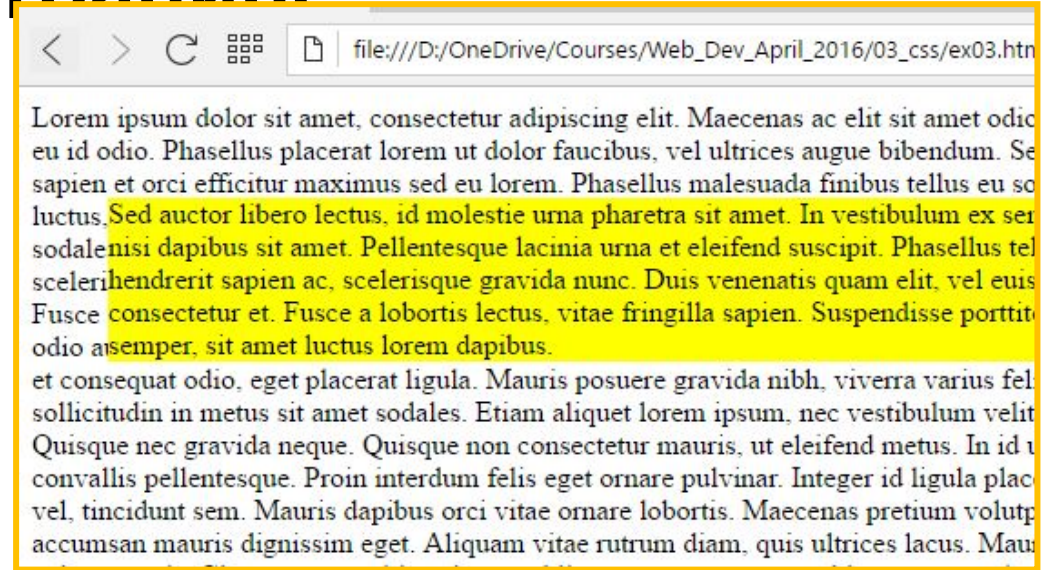 file:///D:/OneDrive/Courses/Web_Dev_April_2016/03_css/ex03.htm
Lorem ipsum dolor sit amet, consectetur adipiscing elit. Maecenas ac elit sit amet odio
eu id odio. Phasellus placerat lorem ut dolor faucibus, vel ultrices augue bibendum. Se
sapien et orci efficitur maximus sed eu lorem. Phasellus malesuada finibus tellus eu so
luctus, Sed auctor libero lectus, id molestie urna pharetra sit amet. In vestibulum ex sem
sodale nisi dapibus sit amet. Pellentesque lacinia urna et eleifend suscipit. Phasellus tel
sceleri hendrerit sapien ac, scelerisque gravida nunc. Duis venenatis quam elit, vel euis
Fusce consectetur et. Fusce a lobortis lectus, vitae fringilla sapien. Suspendisse porttit
odio a semper, sit amet luctus lorem dapibus.
et consequat odio, eget placerat ligula. Mauris posuere gravida nibh, viverra varius feli
sollicitudin in metus sit amet sodales. Etiam aliquet lorem ipsum, nec vestibulum velit
Quisque nec gravida neque. Quisque non consectetur mauris, ut eleifend metus. In id u
convallis pellentesque. Proin interdum felis eget ornare pulvinar. Integer id ligula plac
vel, tincidunt sem. Mauris dapibus orci vitae ornare lobortis. Maecenas pretium volutp
accumsan mauris dignissim eget. Aliquam vitae rutrum diam, quis ultrices lacus. Mau